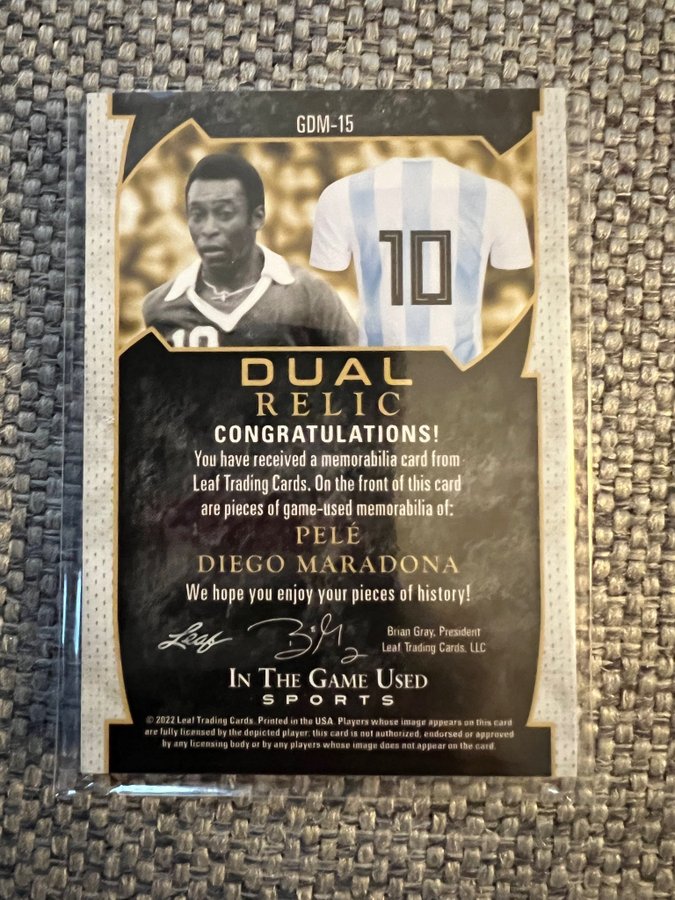 GDM-15
10
10
DUAL
RELIC
CONGRATULATIONS!
You have received a memorabilia card from
Leaf Trading Cards. On the front of this card
are pieces of game-used memorabilia of:
PELÉ
DIEGO MARADONA
We hope you enjoy your pieces of history!
Leaf
Brian Gray, President
Leaf Trading Cards, LLC
IN THE GAME USED
SPORTS
© 2022 Leaf Trading Cards. Printed in the USA. Players whose image appears on this card
are fully licensed by the depicted player; this card is not authorized, endorsed or approved
by any licensing body or by any players whose image does not appear on the card.